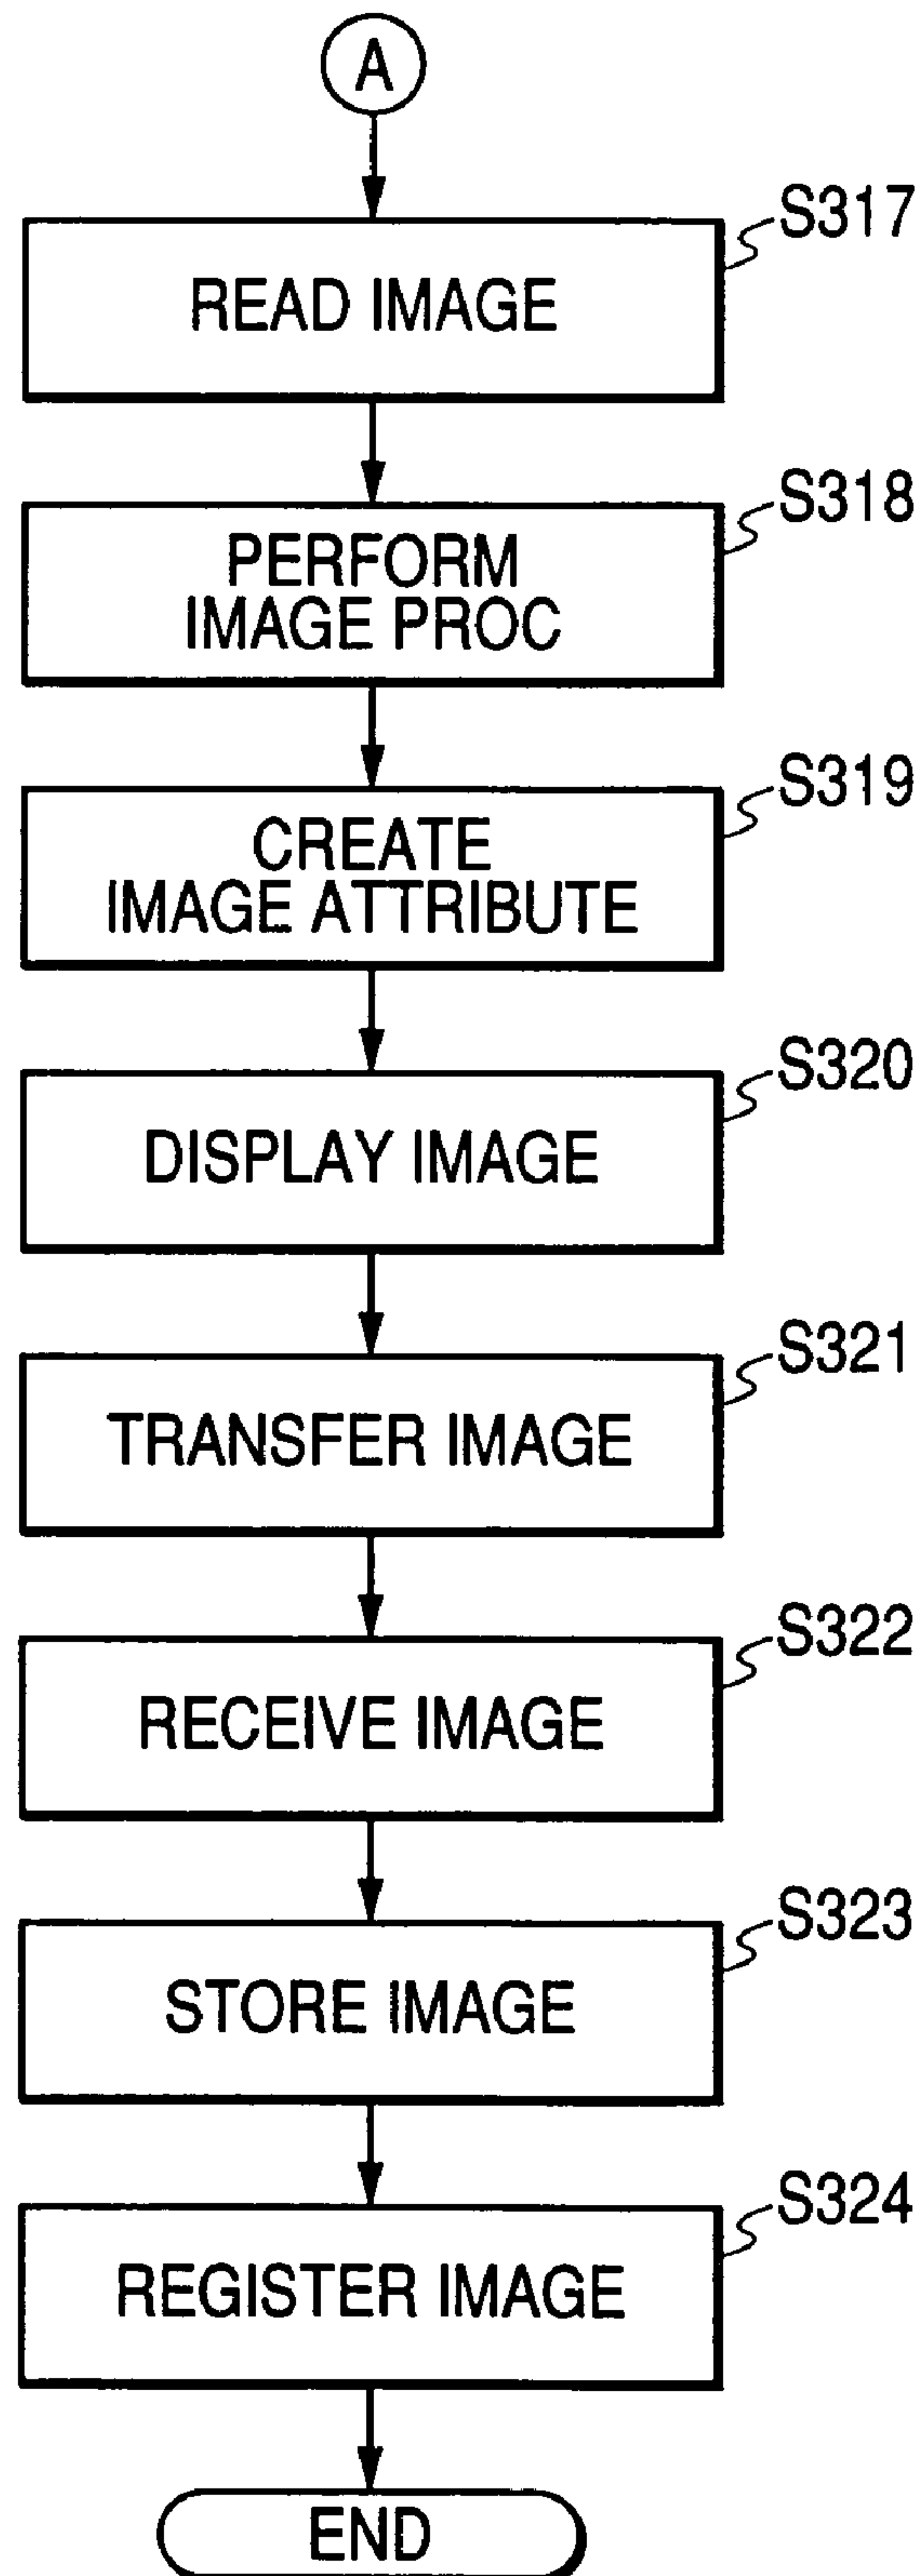 A
S317
READ IMAGE
S318
PERFORM
IMAGE PROC
S319
CREATE
IMAGE ATTRIBUTE
S320
DISPLAY IMAGE
S321
TRANSFER IMAGE
S322
RECEIVE IMAGE
S323
STORE IMAGE
S324
REGISTER IMAGE
END